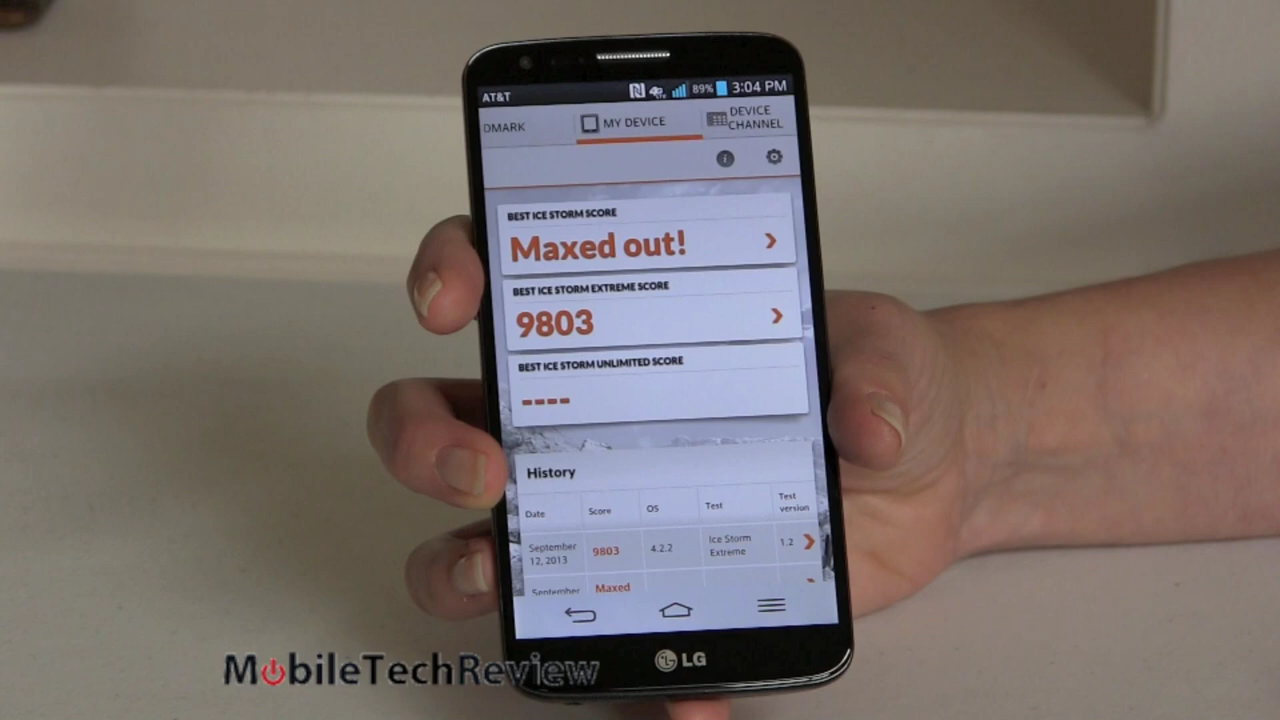 AT&T 4G LTE 89% 3:04 PM
DMARK MY DEVICE DEVICE CHANNEL
BEST ICE STORM SCORE
Maxed out!
BEST ICE STORM EXTREME SCORE
9803
BEST ICE STORM UNLIMITED SCORE
----
History
Date Score OS Test Test version
September 12, 2013 9803 4.2.2 Ice Storm Extreme 1.2
September Maxed
LG
MobileTechReview